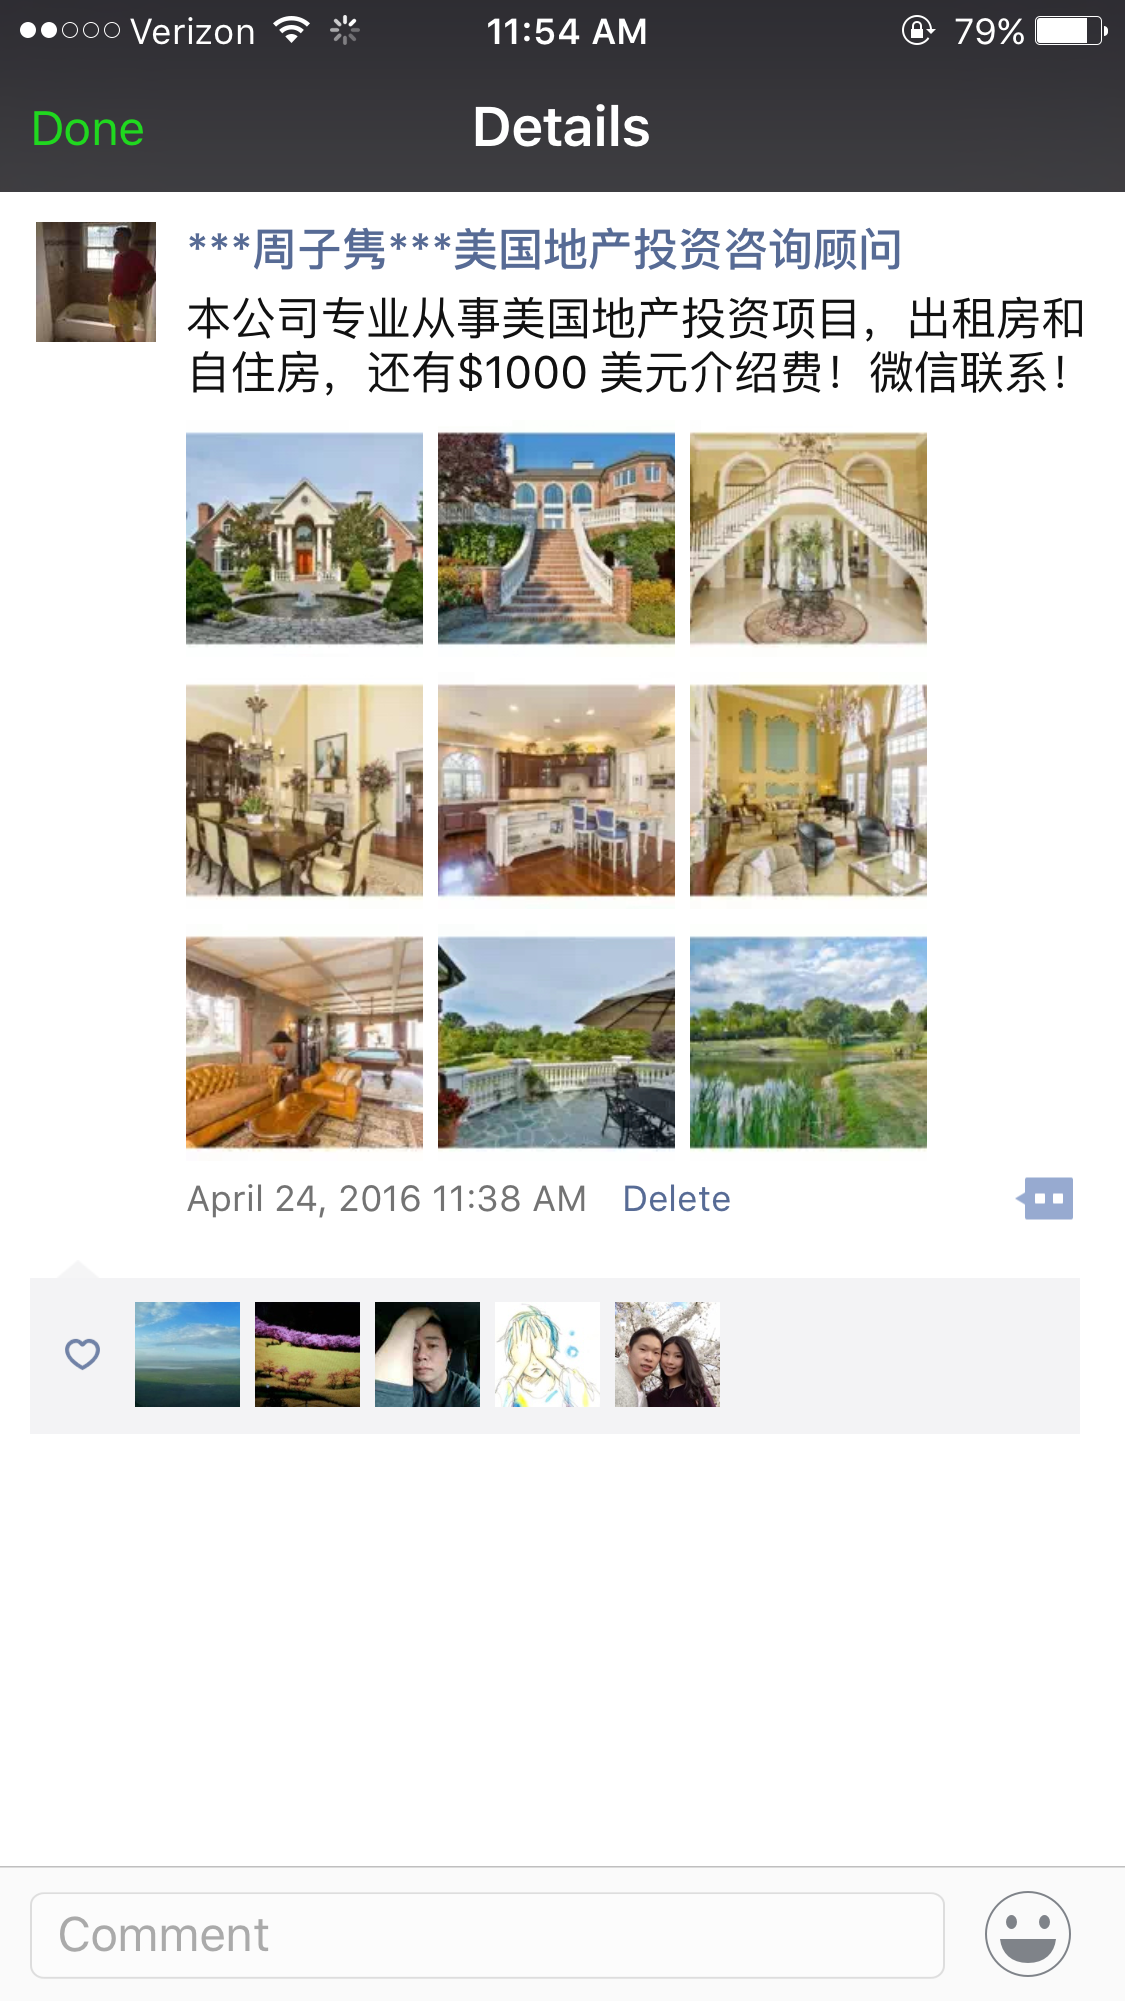 Verizon 11:54 AM 79%
Done Details
***周子隽***美国地产投资咨询顾问
本公司专业从事美国地产投资项目，出租房和
自住房，还有$1000 美元介绍费！微信联系！
April 24, 2016 11:38 AM Delete
Comment